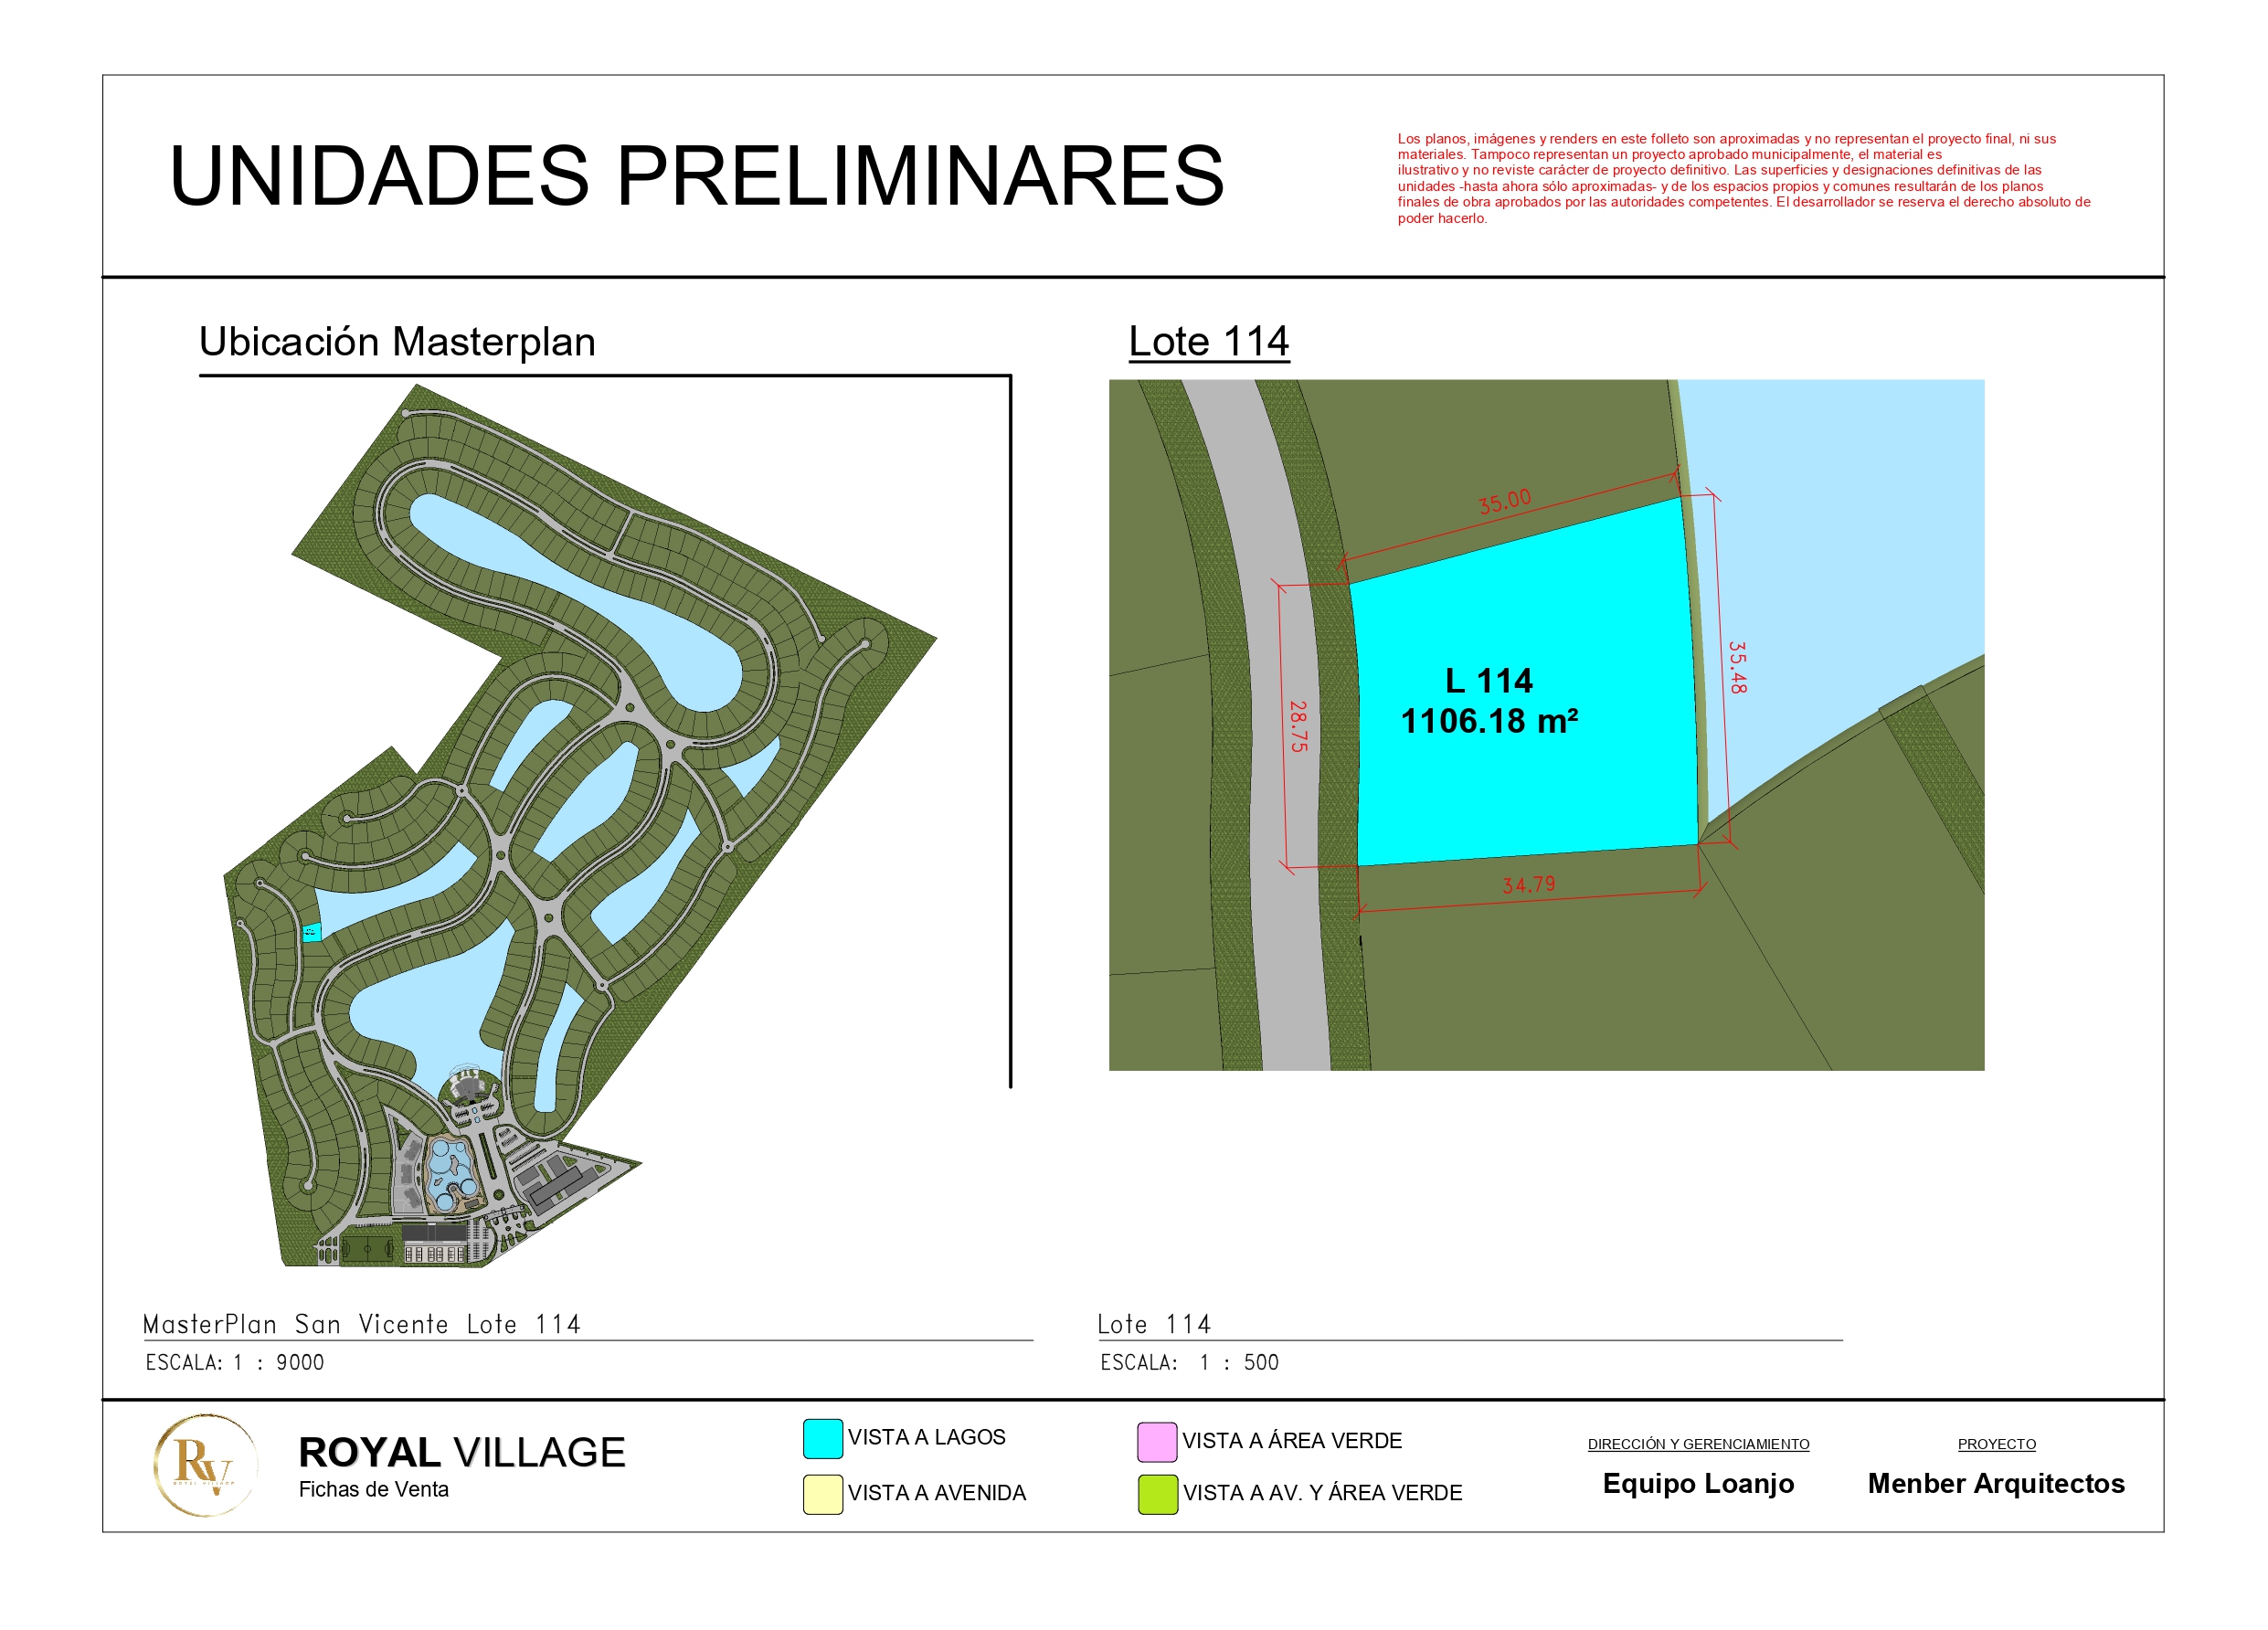 UNIDADES PRELIMINARES
Los planos, imágenes y renders en este folleto son aproximadas y no representan el proyecto final, ni sus
materiales. Tampoco representan un proyecto aprobado municipalmente, el material es
ilustrativo y no reviste carácter de proyecto definitivo. Las superficies y designaciones definitivas de las
unidades -hasta ahora sólo aproximadas- y de los espacios propios y comunes resultarán de los planos
finales de obra aprobados por las autoridades competentes. El desarrollador se reserva el derecho absoluto de
poder hacerlo.
Ubicación Masterplan
Lote 114
35.00
35.48
L 114
1106.18 m²
28.75
34.79
MasterPlan San Vicente Lote 114
ESCALA: 1 : 9000
Lote 114
ESCALA: 1 : 500
RV
ROYAL VILLAGE
ROYAL VILLAGE
Fichas de Venta
VISTA A LAGOS
VISTA A AVENIDA
VISTA A ÁREA VERDE
VISTA A AV. Y ÁREA VERDE
DIRECCIÓN Y GERENCIAMIENTO
Equipo Loanjo
PROYECTO
Menber Arquitectos